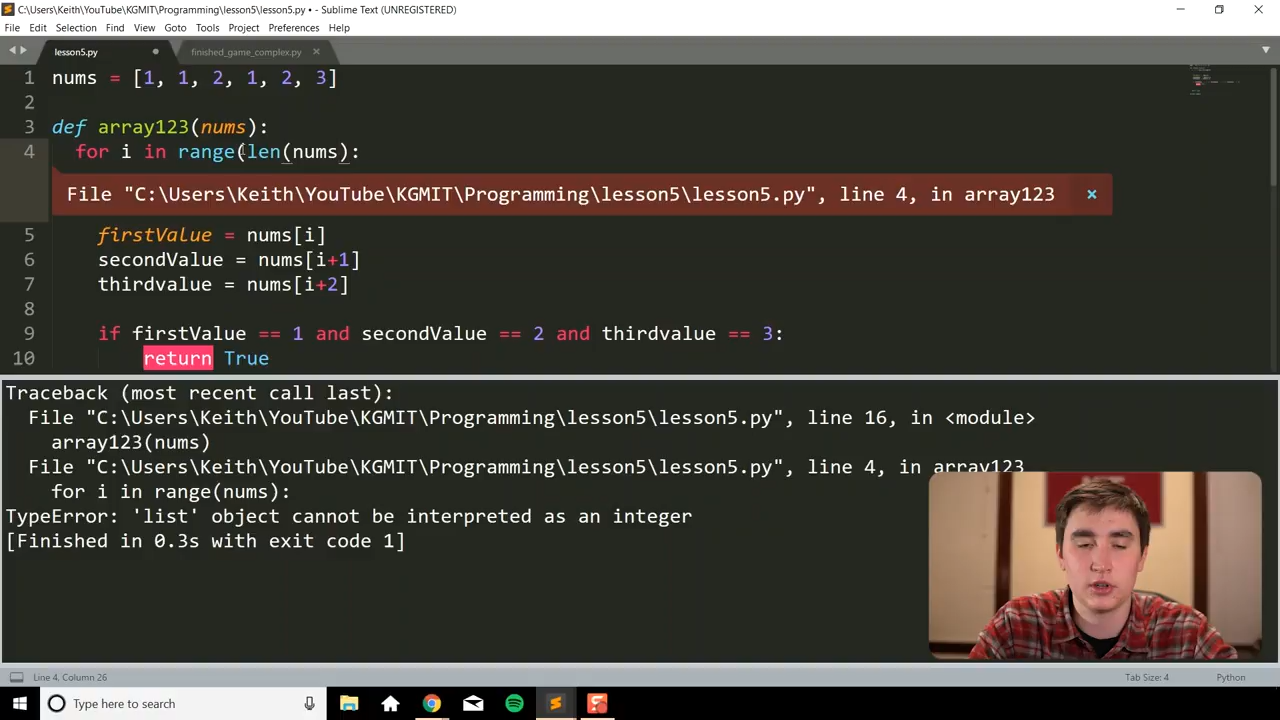 C:\Users\Keith\YouTube\KGMIT\Programming\lesson5\lesson5.py • - Sublime Text (UNREGISTERED)
File Edit Selection Find View Goto Tools Project Preferences Help
lesson5.py finished_game_complex.py
1 nums = [1, 1, 2, 1, 2, 3]
2
3 def array123(nums):
4 for i in range(len(nums):
File "C:\Users\Keith\YouTube\KGMIT\Programming\lesson5\lesson5.py", line 4, in array123 ×
5 firstValue = nums[i]
6 secondValue = nums[i+1]
7 thirdvalue = nums[i+2]
8
9 if firstValue == 1 and secondValue == 2 and thirdvalue == 3:
10 return True
Traceback (most recent call last):
File "C:\Users\Keith\YouTube\KGMIT\Programming\lesson5\lesson5.py", line 16, in <module>
array123(nums)
File "C:\Users\Keith\YouTube\KGMIT\Programming\lesson5\lesson5.py", line 4, in array123
for i in range(nums):
TypeError: 'list' object cannot be interpreted as an integer
[Finished in 0.3s with exit code 1]
Line 4, Column 26 Tab Size: 4 Python
Type here to search